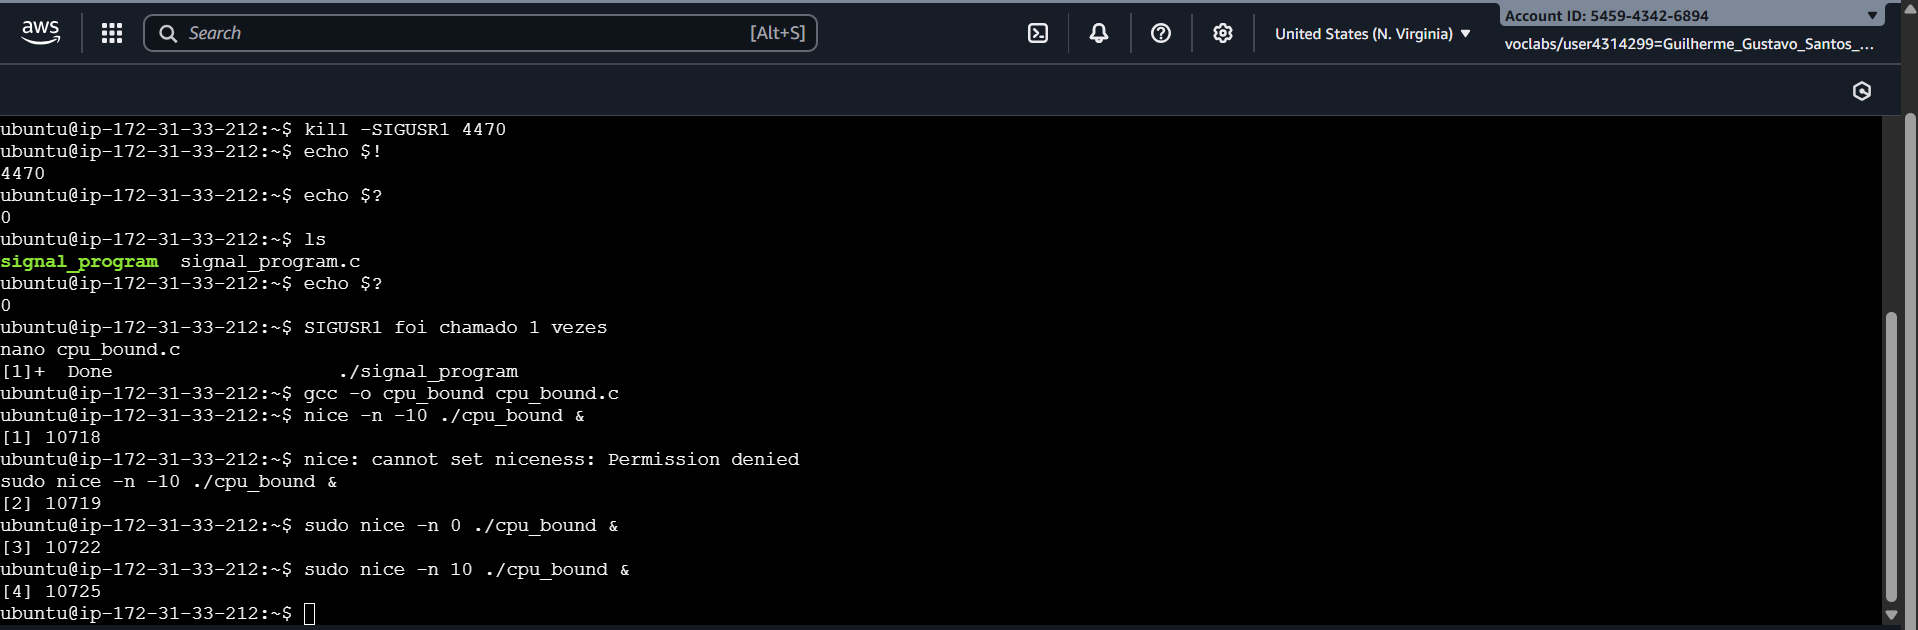 aws
Search [Alt+S]
United States (N. Virginia)
Account ID: 5459-4342-6894
voclabs/user4314299=Guilherme_Gustavo_Santos_...
ubuntu@ip-172-31-33-212:~$ kill -SIGUSR1 4470
ubuntu@ip-172-31-33-212:~$ echo $!
4470
ubuntu@ip-172-31-33-212:~$ echo $?
0
ubuntu@ip-172-31-33-212:~$ ls
signal_program  signal_program.c
ubuntu@ip-172-31-33-212:~$ echo $?
0
ubuntu@ip-172-31-33-212:~$ SIGUSR1 foi chamado 1 vezes
nano cpu_bound.c
[1]+  Done                    ./signal_program
ubuntu@ip-172-31-33-212:~$ gcc -o cpu_bound cpu_bound.c
ubuntu@ip-172-31-33-212:~$ nice -n -10 ./cpu_bound &
[1] 10718
ubuntu@ip-172-31-33-212:~$ nice: cannot set niceness: Permission denied
sudo nice -n -10 ./cpu_bound &
[2] 10719
ubuntu@ip-172-31-33-212:~$ sudo nice -n 0 ./cpu_bound &
[3] 10722
ubuntu@ip-172-31-33-212:~$ sudo nice -n 10 ./cpu_bound &
[4] 10725
ubuntu@ip-172-31-33-212:~$